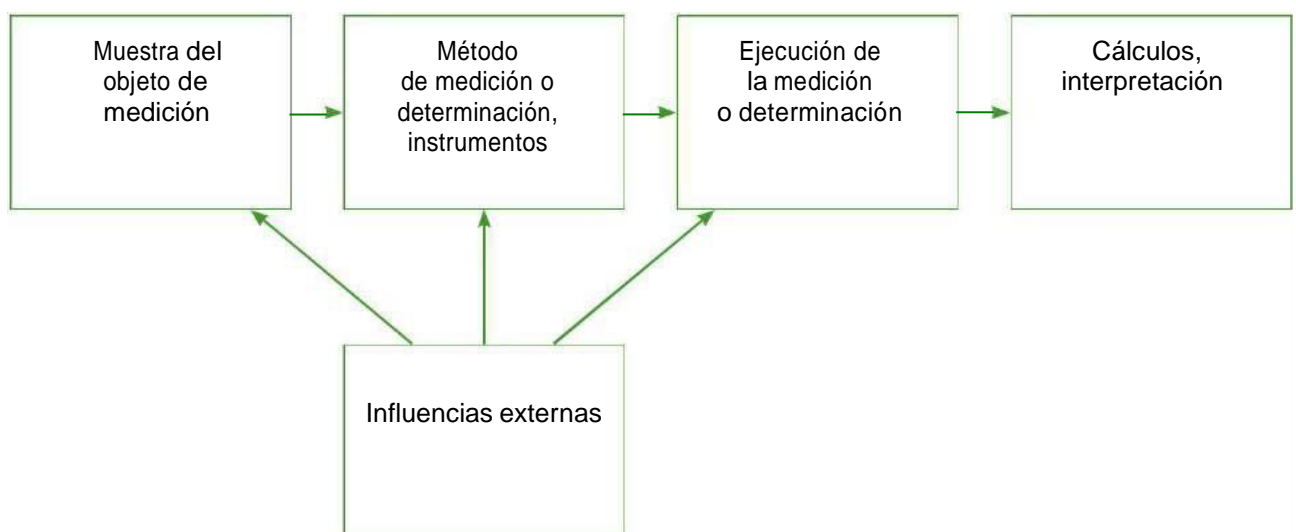 Muestra del
objeto de
medición
Método
de medición o
determinación,
instrumentos
Ejecución de
la medición
o determinación
Cálculos,
interpretación
Influencias externas